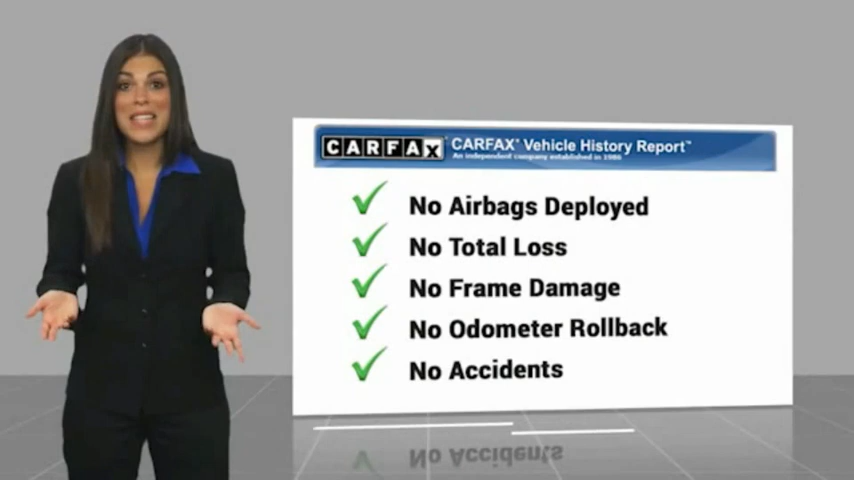 CARFAX CARFAX® Vehicle History Report™
An independent company established in 1986
No Airbags Deployed
No Total Loss
No Frame Damage
No Odometer Rollback
No Accidents
No Accidents